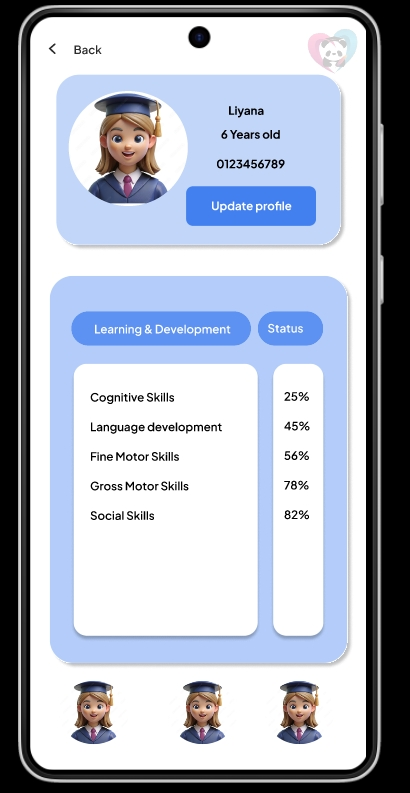 Back
Liyana
6 Years old
0123456789
Update profile
Learning & Development Status
Cognitive Skills 25%
Language development 45%
Fine Motor Skills 56%
Gross Motor Skills 78%
Social Skills 82%